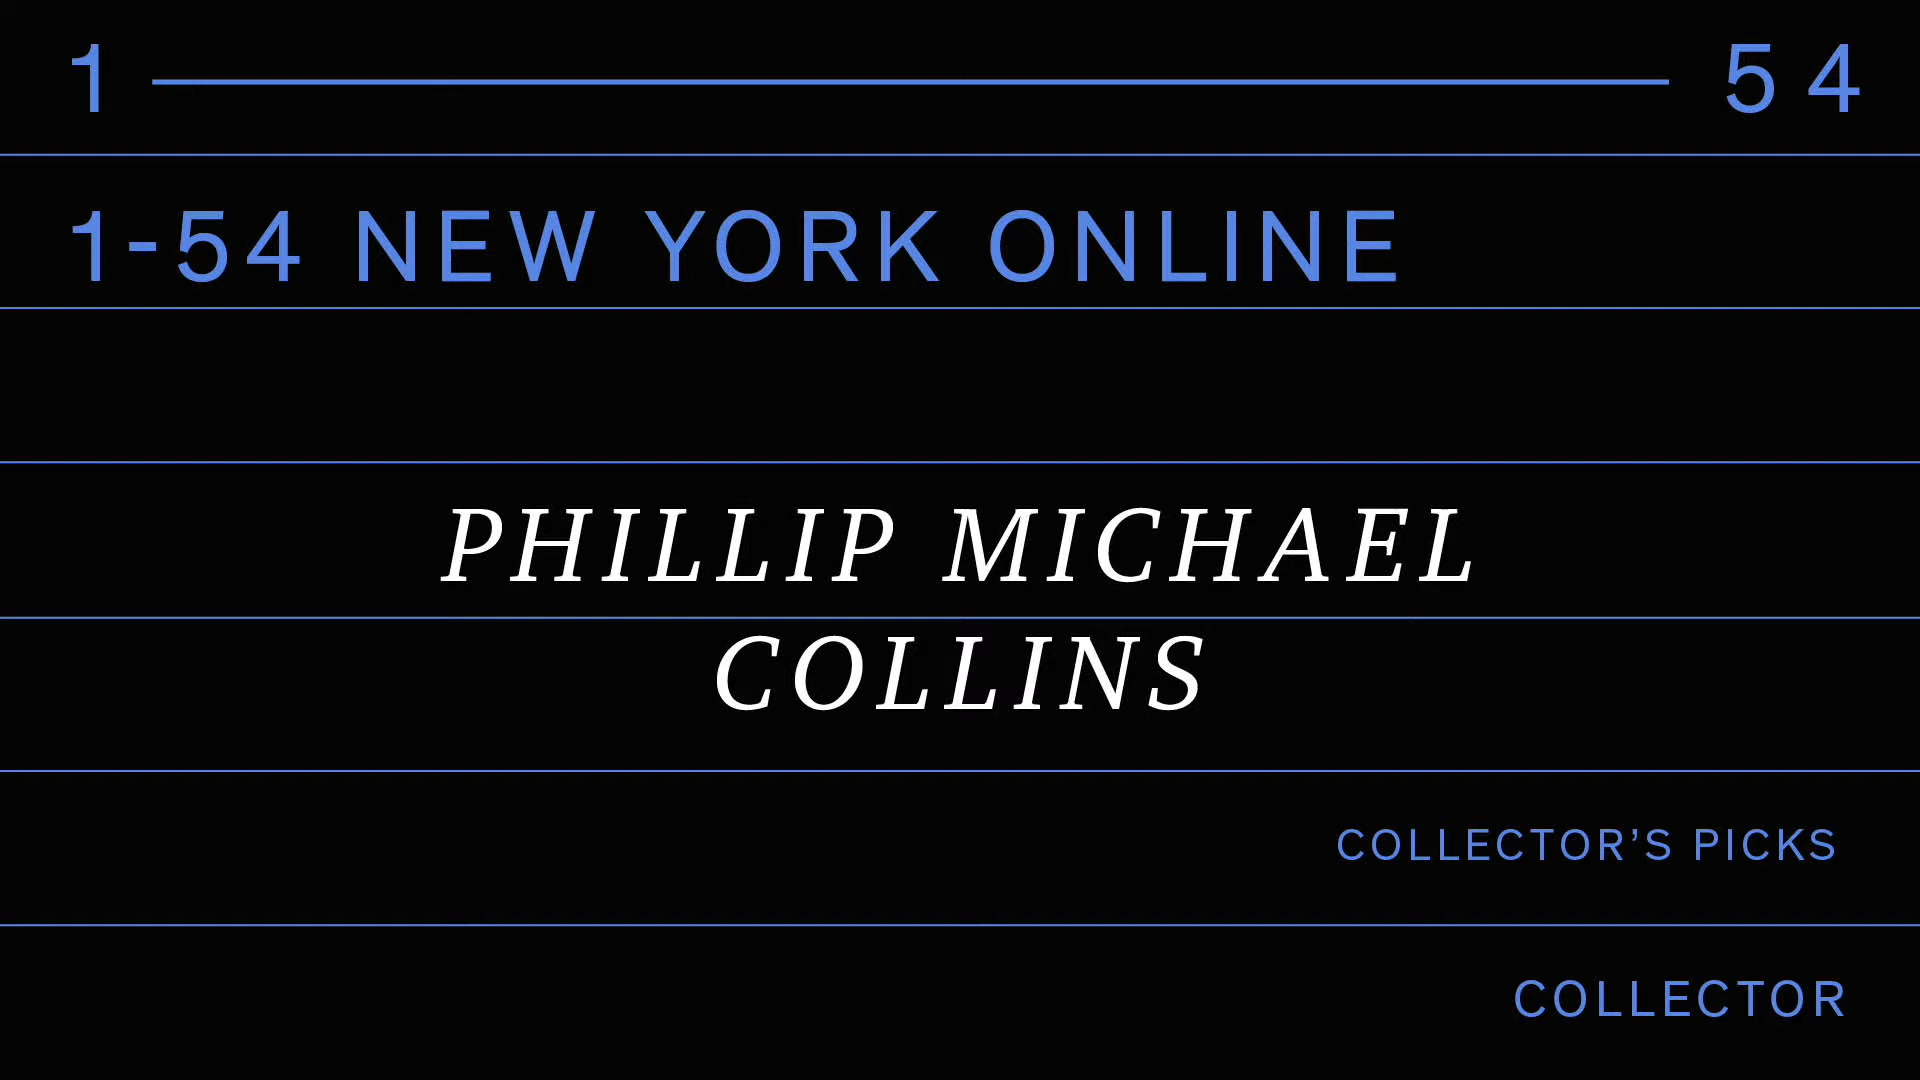 1 54
1-54 NEW YORK ONLINE
PHILLIP MICHAEL
COLLINS
COLLECTOR’S PICKS
COLLECTOR